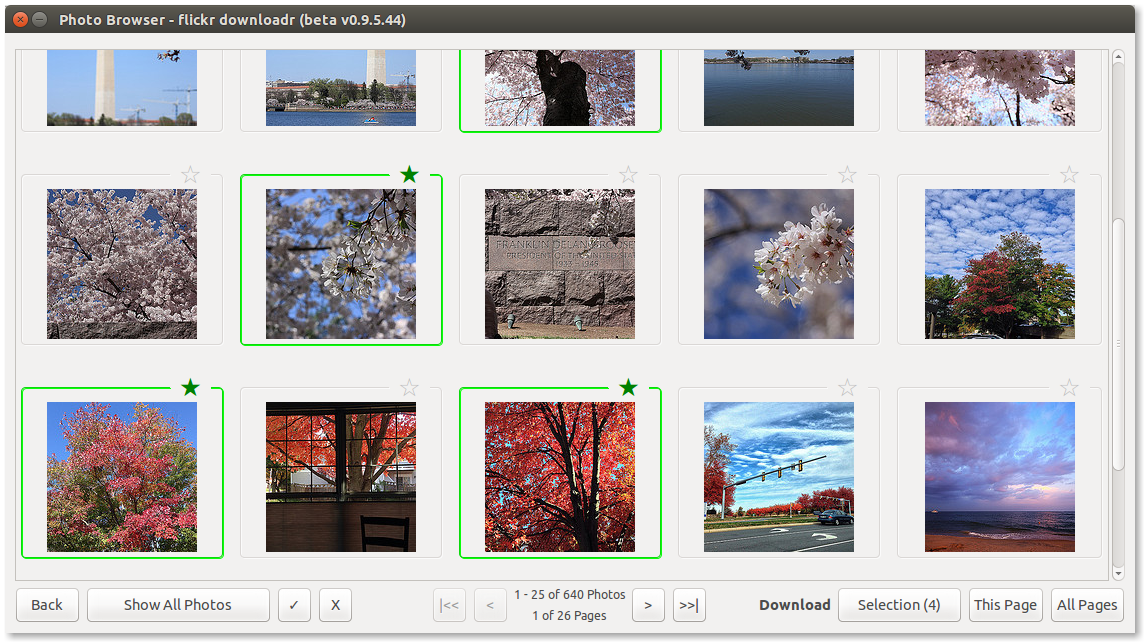 Photo Browser - flickr downloadr (beta v0.9.5.44)
FRANKLIN DELANO
PRESIDENT OF THE UNITED STATES
Back
Show All Photos
✓
X
|<<
<
1 - 25 of 640 Photos
1 of 26 Pages
>
>>|
Download
Selection (4)
This Page
All Pages